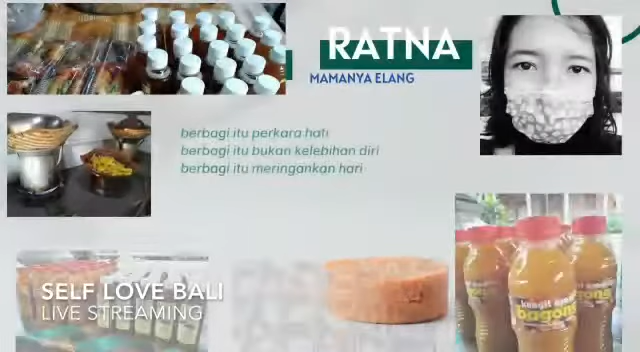 RATNA
MAMANYA ELANG
berbagi itu perkara hati
berbagi itu bukan kelebihan diri
berbagi itu meringankan hari
SELF LOVE BALI
LIVE STREAMING
bagong